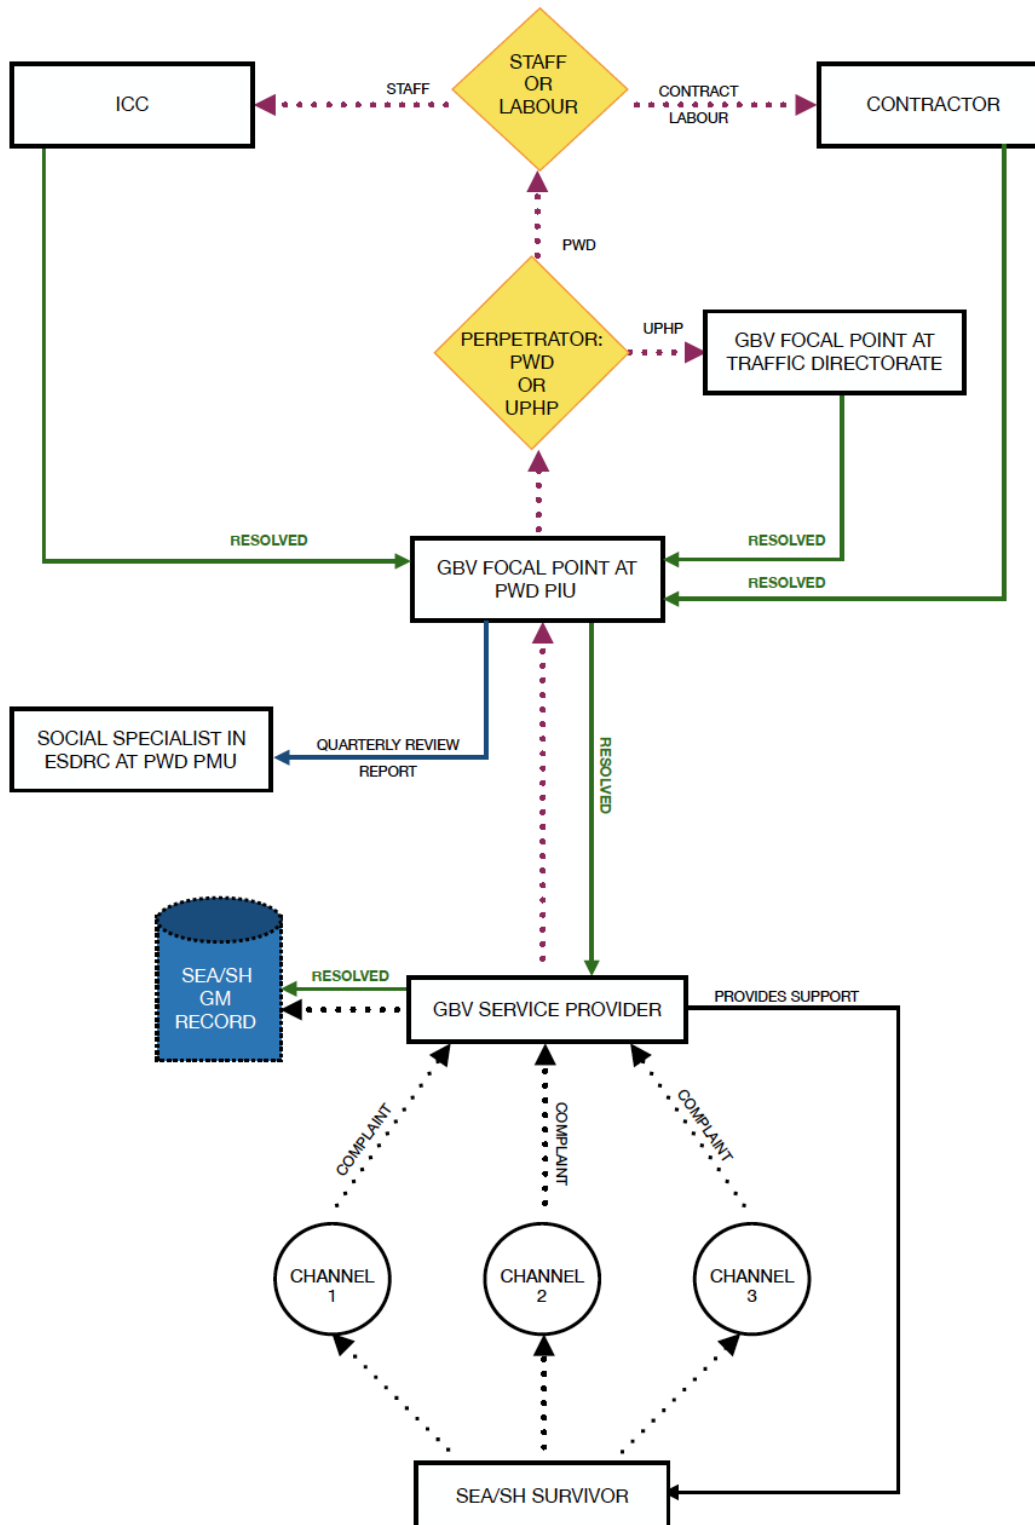 STAFF
OR
LABOUR
ICC
STAFF
CONTRACT
LABOUR
CONTRACTOR
PWD
PERPETRATOR:
PWD
OR
UPHP
UPHP
GBV FOCAL POINT AT
TRAFFIC DIRECTORATE
RESOLVED
RESOLVED
RESOLVED
GBV FOCAL POINT AT
PWD PIU
SOCIAL SPECIALIST IN
ESDRC AT PWD PMU
QUARTERLY REVIEW
REPORT
RESOLVED
SEA/SH
GM
RECORD
RESOLVED
GBV SERVICE PROVIDER
PROVIDES SUPPORT
COMPLAINT
COMPLAINT
COMPLAINT
CHANNEL
1
CHANNEL
2
CHANNEL
3
SEA/SH SURVIVOR